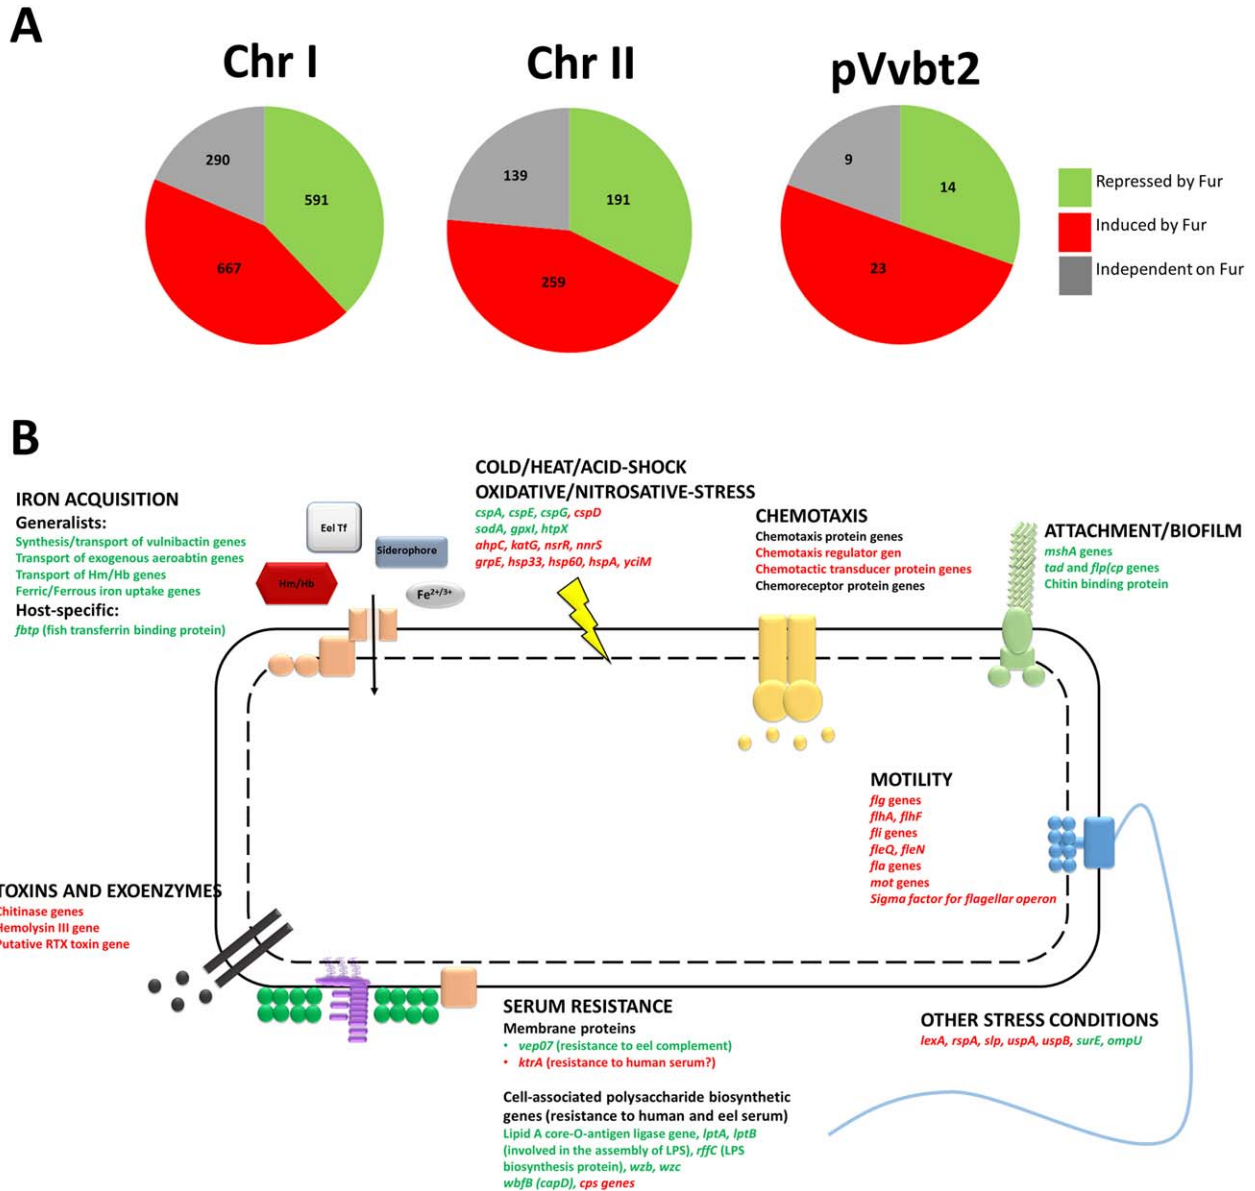 A
Chr I
Chr II
pVvbt2
290
591
667
139
191
259
9
14
23
Repressed by Fur
Induced by Fur
Independent on Fur
B
IRON ACQUISITION
Generalists:
Synthesis/transport of vulnibactin genes
Transport of exogenous aeroabtin genes
Transport of Hm/Hb genes
Ferric/Ferrous iron uptake genes
Host-specific:
fbtp (fish transferrin binding protein)
Eel Tf
Siderophore
Hm/Hb
Fe2+/3+
COLD/HEAT/ACID-SHOCK
OXIDATIVE/NITROSATIVE-STRESS
cspA, cspE, cspG, cspD
sodA, gpxI, htpX
ahpC, katG, nsrR, nnrS
grpE, hsp33, hsp60, hspA, yciM
CHEMOTAXIS
Chemotaxis protein genes
Chemotaxis regulator gen
Chemotactic transducer protein genes
Chemoreceptor protein genes
ATTACHMENT/BIOFILM
mshA genes
tad and flp(cp genes
Chitin binding protein
MOTILITY
flg genes
flhA, flhF
fli genes
fleQ, fleN
fla genes
mot genes
Sigma factor for flagellar operon
TOXINS AND EXOENZYMES
Chitinase genes
Hemolysin III gene
Putative RTX toxin gene
SERUM RESISTANCE
Membrane proteins
• vep07 (resistance to eel complement)
• ktrA (resistance to human serum?)
Cell-associated polysaccharide biosynthetic
genes (resistance to human and eel serum)
Lipid A core-O-antigen ligase gene, lptA, lptB
(involved in the assembly of LPS), rffC (LPS
biosynthesis protein), wzb, wzc
wbfB (capD), cps genes
OTHER STRESS CONDITIONS
lexA, rspA, slp, uspA, uspB, surE, ompU